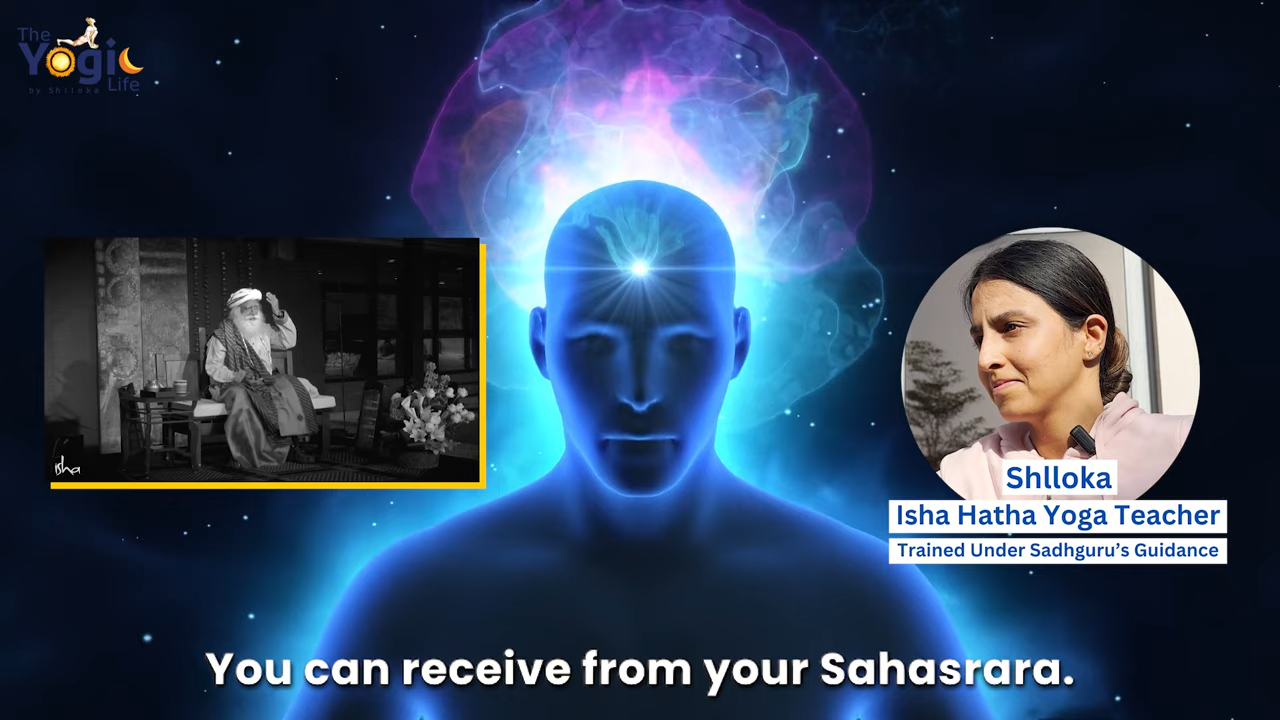 The
Yogic
Life
by Shlloka
isha
Shlloka
Isha Hatha Yoga Teacher
Trained Under Sadhguru's Guidance
You can receive from your Sahasrara.